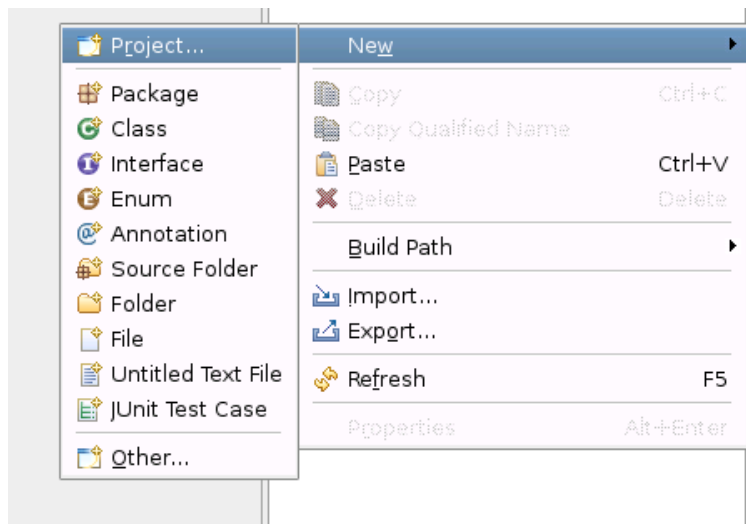 Project...
Package
Class
Interface
Enum
Annotation
Source Folder
Folder
File
Untitled Text File
JUnit Test Case
Other...
New
Copy Ctrl+C
Copy Qualified Name
Paste Ctrl+V
Delete Delete
Build Path
Import...
Export...
Refresh F5
Properties Alt+Enter